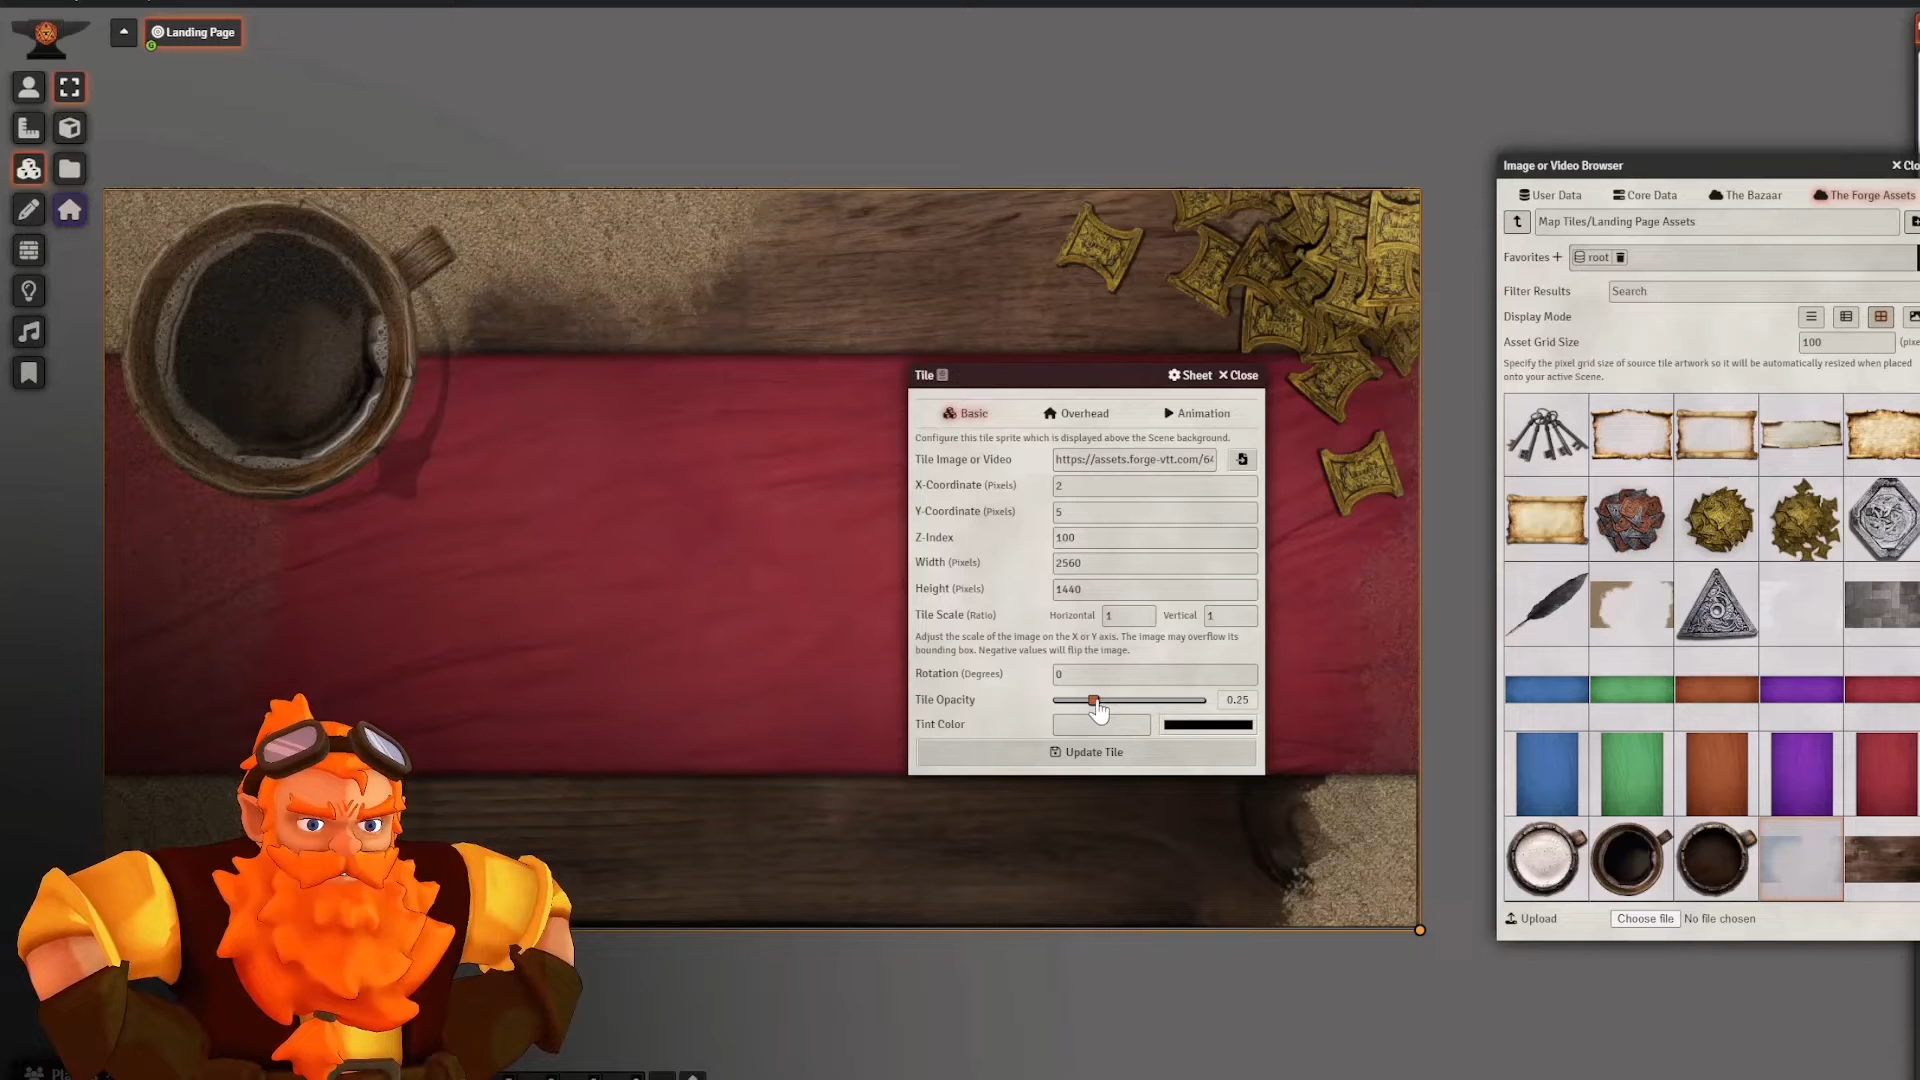 Landing Page
G
Image or Video Browser
Clo
User Data
Core Data
The Bazaar
The Forge Assets
Map Tiles/Landing Page Assets
Favorites
root
Filter Results
Search
Display Mode
Asset Grid Size
100
(pixe
Specify the pixel grid size of source tile artwork so it will be automatically resized when placed
onto your active Scene.
Upload
Choose file
No file chosen
Tile
Sheet
Close
Basic
Overhead
Animation
Configure this tile sprite which is displayed above the Scene background.
Tile Image or Video
https://assets.forge-vtt.com/64
X-Coordinate (Pixels)
2
Y-Coordinate (Pixels)
5
Z-Index
100
Width (Pixels)
2560
Height (Pixels)
1440
Tile Scale (Ratio)
Horizontal
1
Vertical
1
Adjust the scale of the image on the X or Y axis. The image may overflow its
bounding box. Negative values will flip the image.
Rotation (Degrees)
0
Tile Opacity
0.25
Tint Color
Update Tile